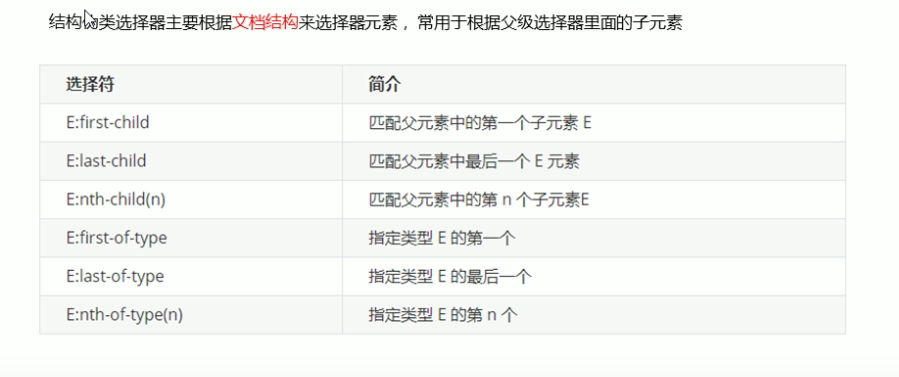 结构伪类选择器主要根据文档结构来选择器元素，常用于根据父级选择器里面的子元素
选择符 简介
E:first-child 匹配父元素中的第一个子元素 E
E:last-child 匹配父元素中最后一个 E 元素
E:nth-child(n) 匹配父元素中的第 n 个子元素E
E:first-of-type 指定类型 E 的第一个
E:last-of-type 指定类型 E 的最后一个
E:nth-of-type(n) 指定类型 E 的第 n 个